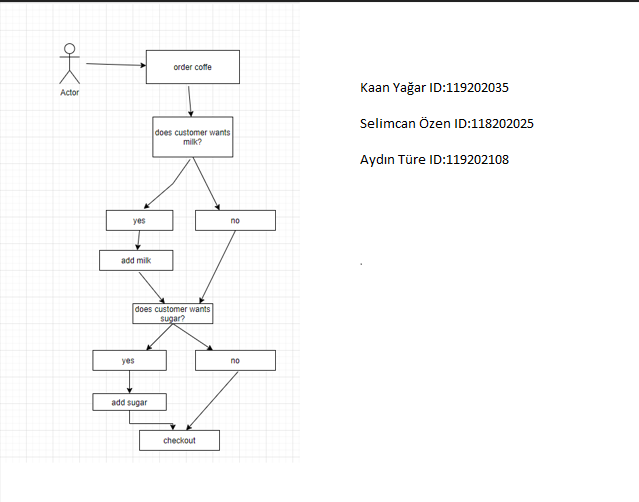 order coffe
Actor
does customer wants
milk?
yes
no
add milk
does customer wants
sugar?
yes
no
add sugar
checkout
Kaan Yağar ID:119202035
Selimcan Özen ID:118202025
Aydın Türe ID:119202108